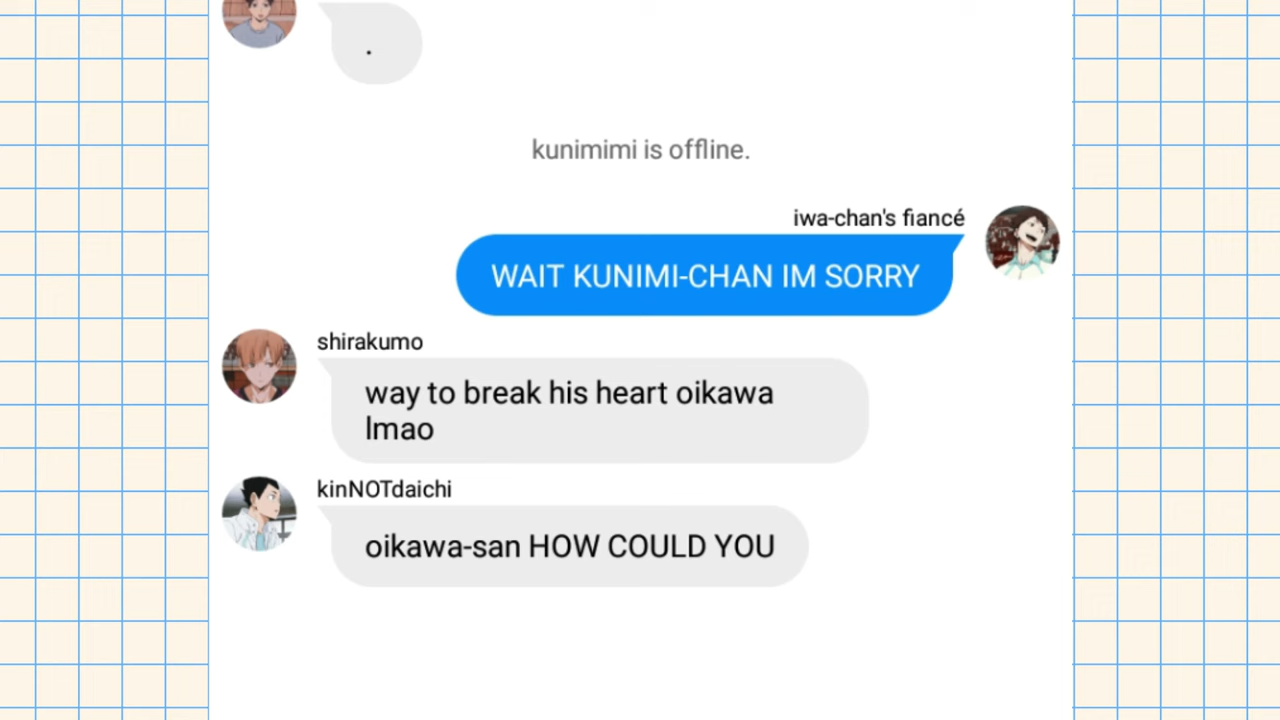 .
kunimimi is offline.
iwa-chan's fiancé
WAIT KUNIMI-CHAN IM SORRY
shirakumo
way to break his heart oikawa
lmao
kinNOTdaichi
oikawa-san HOW COULD YOU